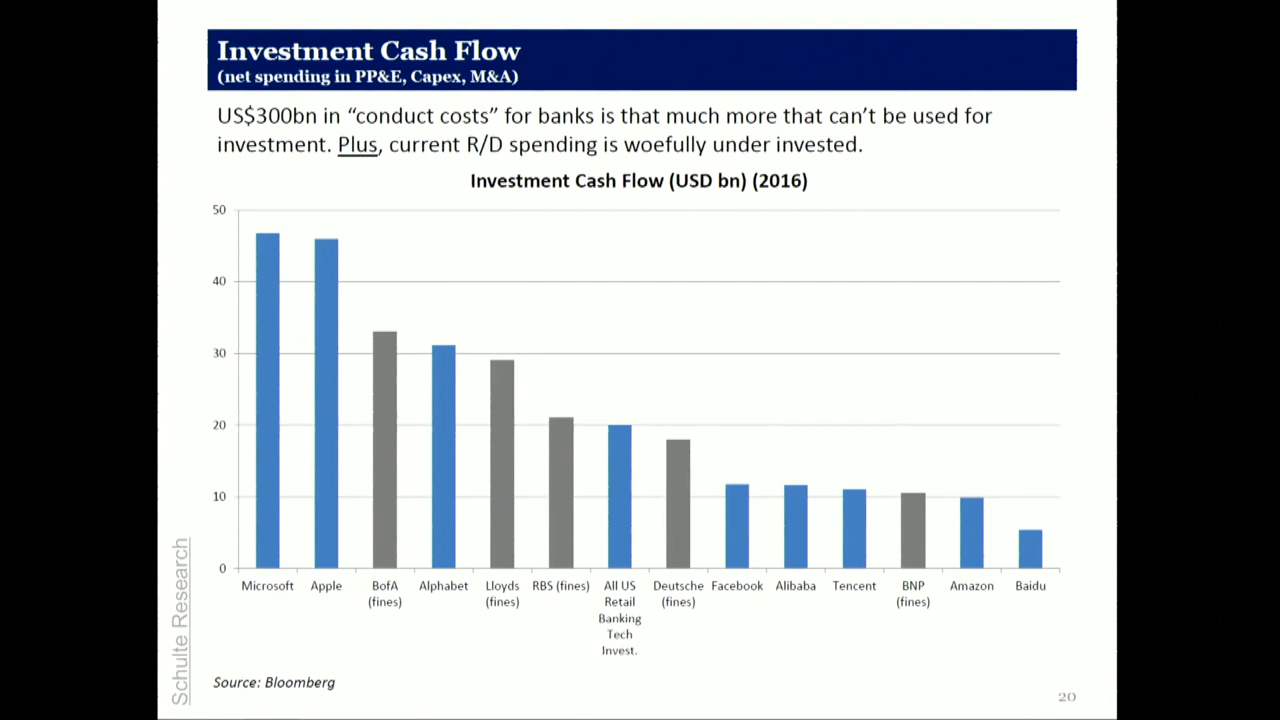 Investment Cash Flow
(net spending in PP&E, Capex, M&A)
US$300bn in “conduct costs” for banks is that much more that can’t be used for
investment. Plus, current R/D spending is woefully under invested.
Investment Cash Flow (USD bn) (2016)
50
40
30
20
10
0
Microsoft
Apple
BofA
(fines)
Alphabet
Lloyds
(fines)
RBS (fines)
All US
Retail
Banking
Tech
Invest.
Deutsche
(fines)
Facebook
Alibaba
Tencent
BNP
(fines)
Amazon
Baidu
Schulte Research
Source: Bloomberg
20